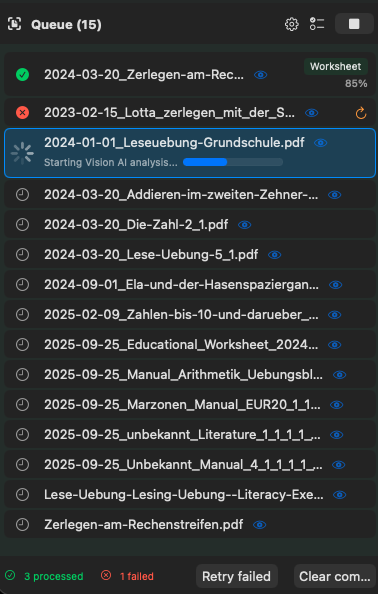 Queue (15)
2024-03-20_Zerlegen-am-Rec...
Worksheet
85%
2023-02-15_Lotta_zerlegen_mit_der_S...
2024-01-01_Leseuebung-Grundschule.pdf
Starting Vision AI analysis...
2024-03-20_Addieren-im-zweiten-Zehner-...
2024-03-20_Die-Zahl-2_1.pdf
2024-03-20_Lese-Uebung-5_1.pdf
2024-09-01_Ela-und-der-Hasenspaziergan...
2025-02-09_Zahlen-bis-10-und-darueber_...
2025-09-25_Educational_Worksheet_2024...
2025-09-25_Manual_Arithmetik_Uebungsbl...
2025-09-25_Marzonen_Manual_EUR20_1_1...
2025-09-25_unbekannt_Literature_1_1_1_1_...
2025-09-25_Unbekannt_Manual_4_1_1_1_1_...
Lese-Uebung-Lesing-Uebung--Literacy-Exe...
Zerlegen-am-Rechenstreifen.pdf
3 processed
1 failed
Retry failed
Clear com...